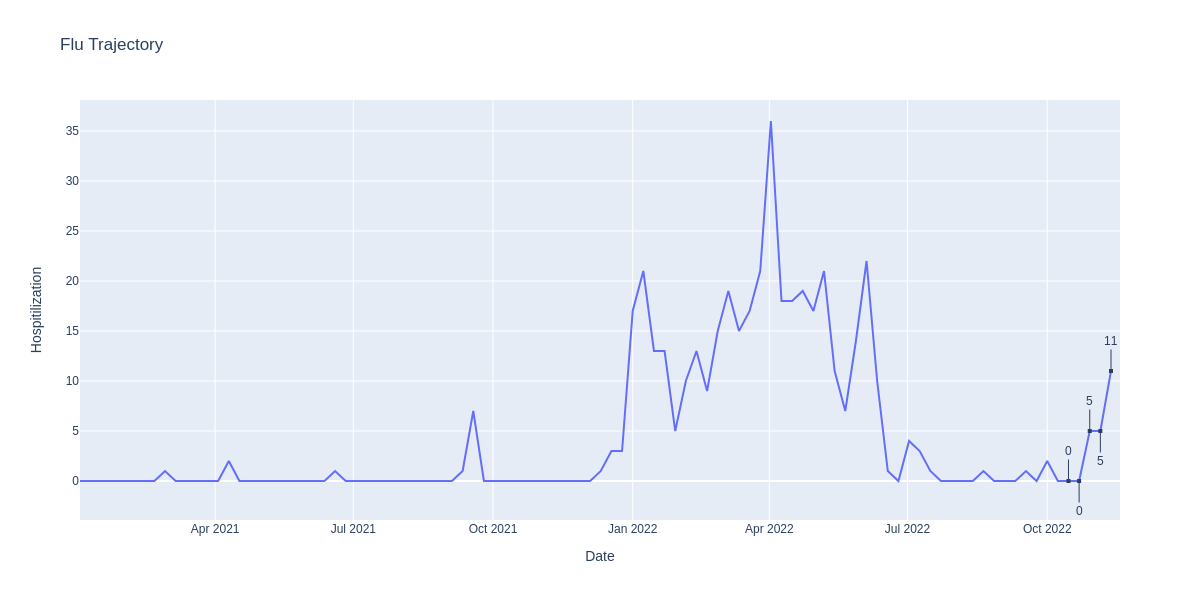 Flu Trajectory
Hospitilization
35
30
25
20
15
10
5
0
11
5
5
0
0
Apr 2021
Jul 2021
Oct 2021
Jan 2022
Apr 2022
Jul 2022
Oct 2022
Date